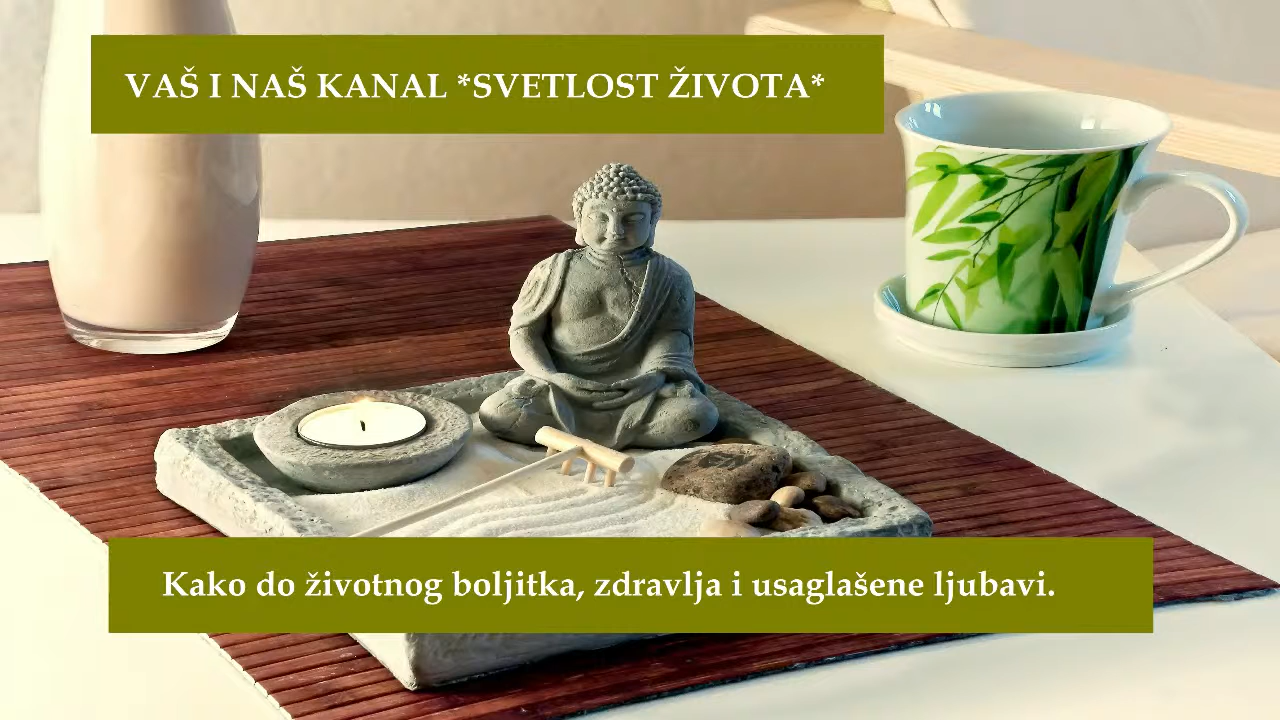 VAŠ I NAŠ KANAL *SVETLOST ŽIVOTA*
Kako do životnog boljitka, zdravlja i usaglašene ljubavi.